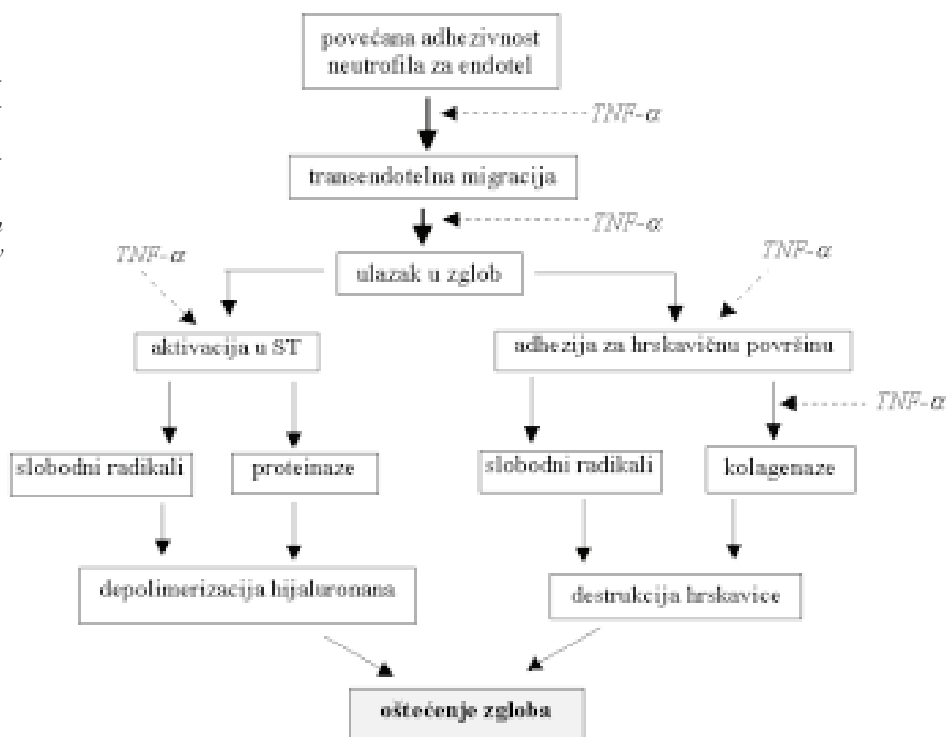 povećana adhezivnost
neutrofila za endotel
TNF-α
transendotelna migracija
TNF-α
TNF-α
ulazak u zglob
TNF-α
aktivacija u ST
adhezija za hrskavičnu površinu
TNF-α
slobodni radikali
proteinaze
slobodni radikali
kolagenaze
depolimerizacija hijaluronana
destrukcija hrskavice
oštećenje zgloba